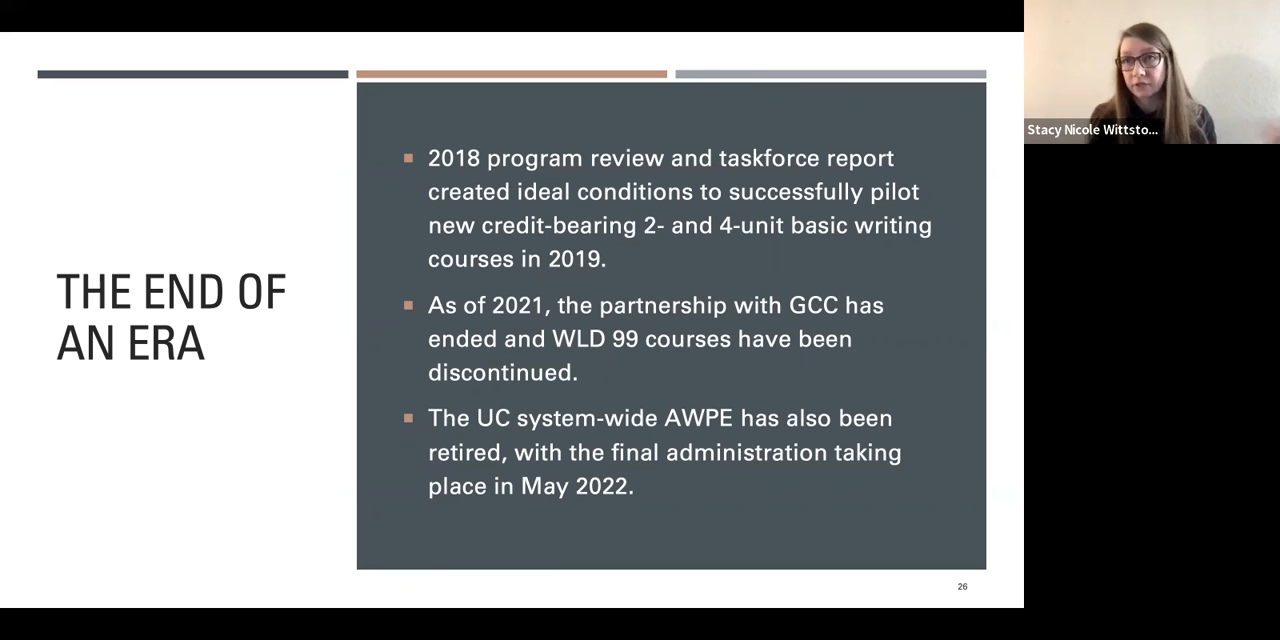 THE END OF
AN ERA
2018 program review and taskforce report
created ideal conditions to successfully pilot
new credit-bearing 2- and 4-unit basic writing
courses in 2019.
As of 2021, the partnership with GCC has
ended and WLD 99 courses have been
discontinued.
The UC system-wide AWPE has also been
retired, with the final administration taking
place in May 2022.
26
Stacy Nicole Wittsto...